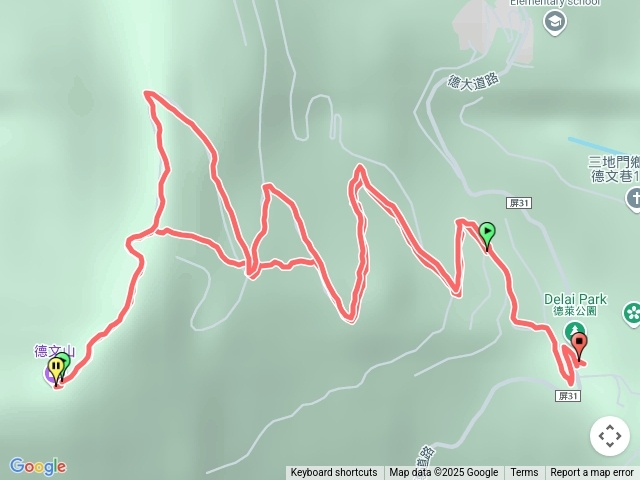 Elementary school
德大道路
三地門鄉
德文巷1
屏31
Delai Park
德萊公園
德文山
屏31
道路
Google
Keyboard shortcuts
Map data ©2025 Google
Terms
Report a map error